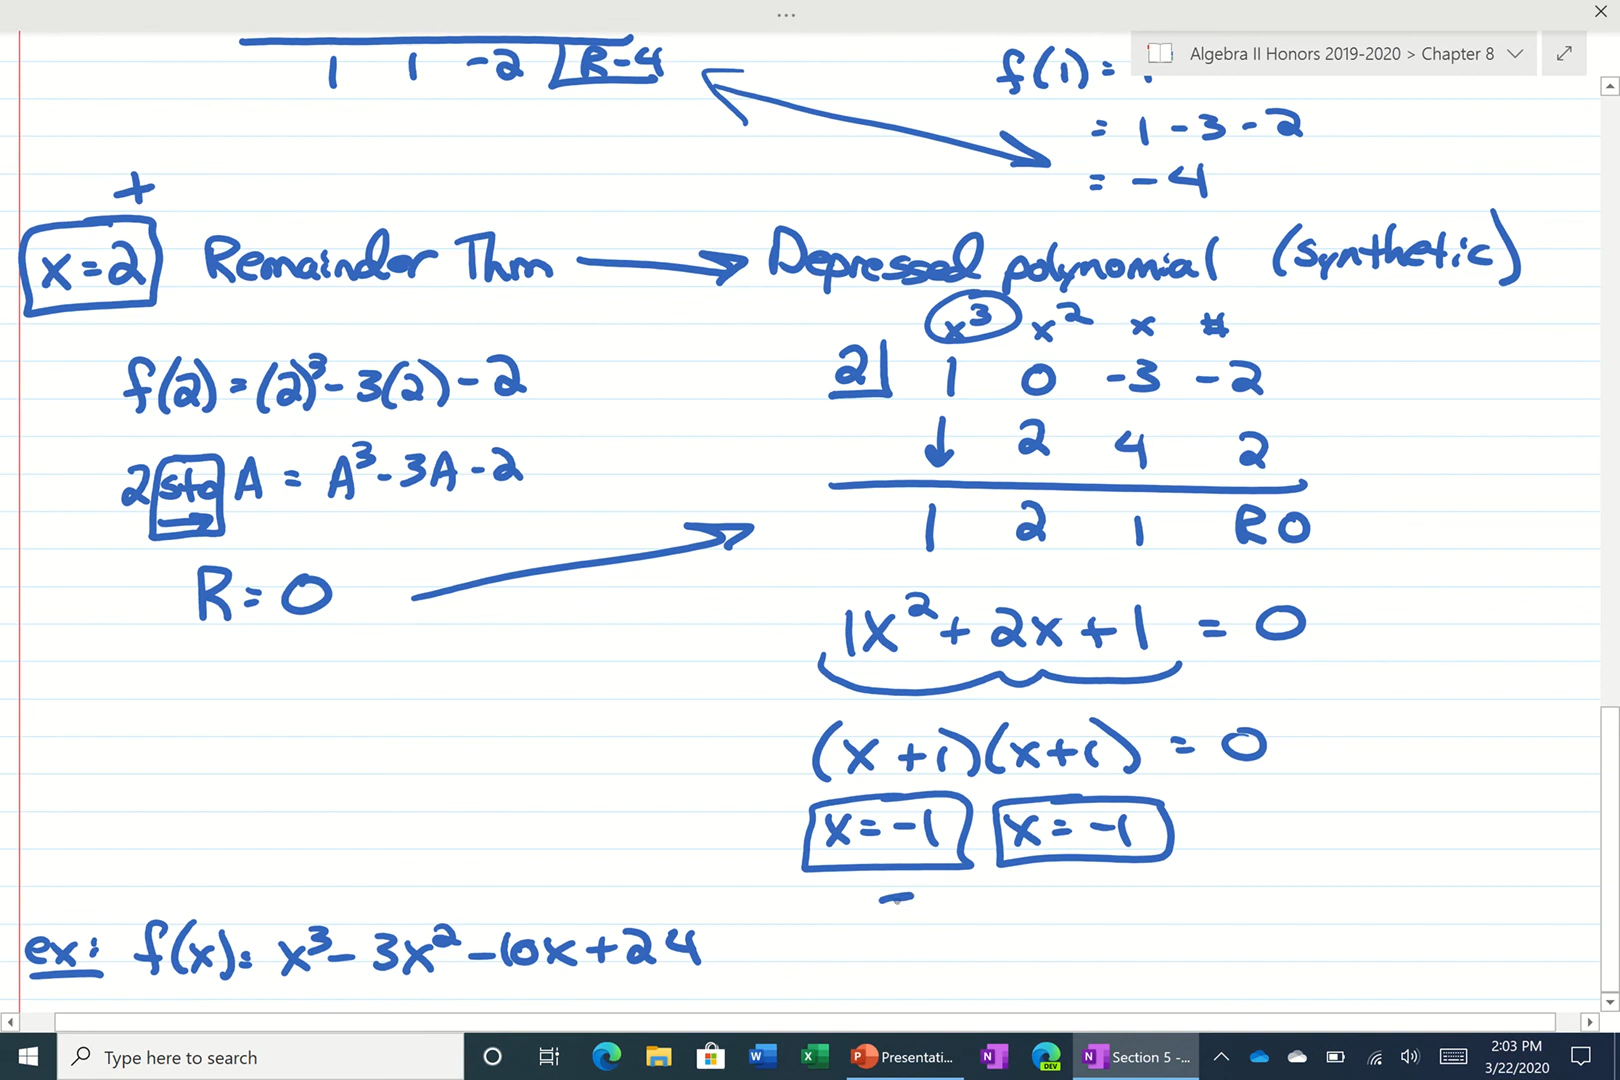 Algebra II Honors 2019-2020 > Chapter 8
1 1 -2 R-4
f(1) =
= 1 - 3 - 2
= - 4
+
x = 2 Remainder Thm → Depressed polynomial (synthetic)
x³ x² x #
f(2) = (2)³ - 3(2) - 2
2| 1 0 -3 -2
↓ 2 4 2
2 sto → A = A³ - 3A - 2
1 2 1 R 0
R = 0
1x² + 2x + 1 = 0
(x + 1)(x + 1) = 0
x = -1 x = -1
-
ex: f(x) = x³ - 3x² - 10x + 24
Type here to search
Presentati...
DEV
Section 5 -...
2:03 PM
3/22/2020